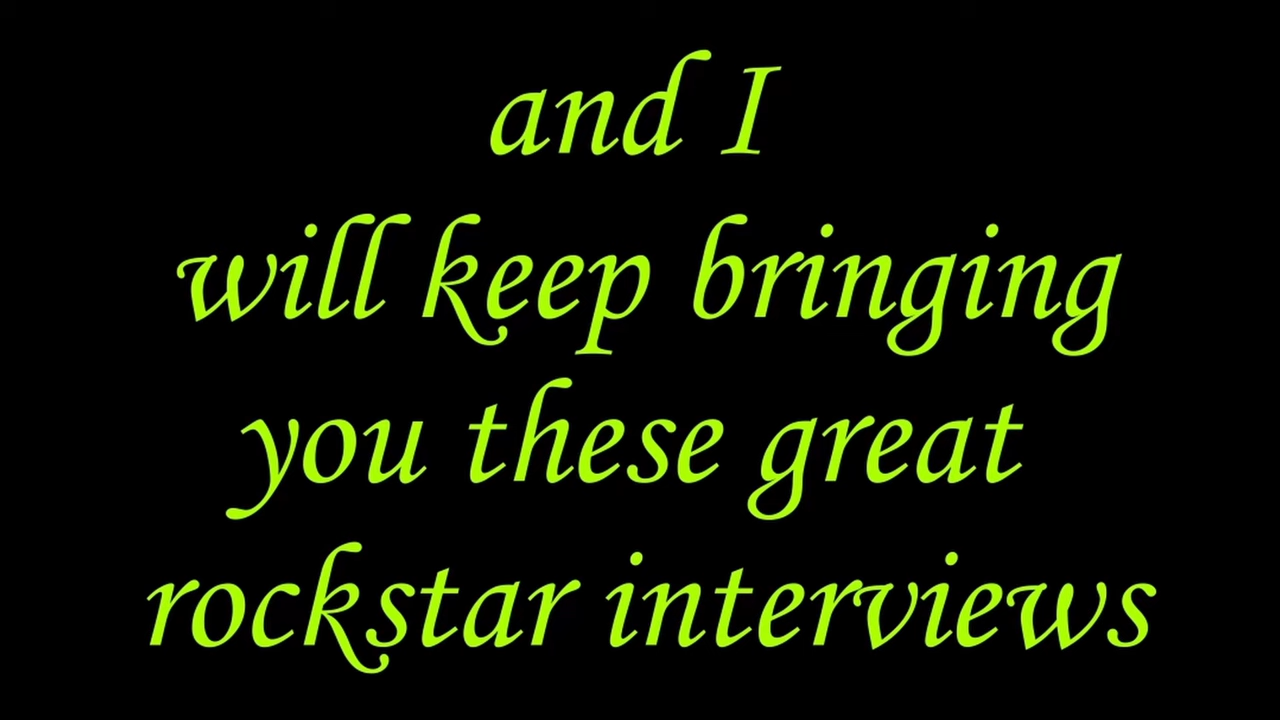 and I
will keep bringing
you these great
rockstar interviews